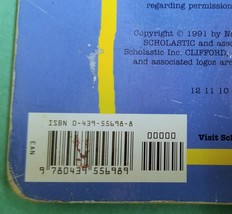 regarding permission
Copyright © 1991 by No
SCHOLASTIC and asso
Scholastic Inc. CLIFFORD,
and associated logos are
12 11 10
ISBN 0-439-55698-8
00000
EAN
9 780439 556989
Visit Sch